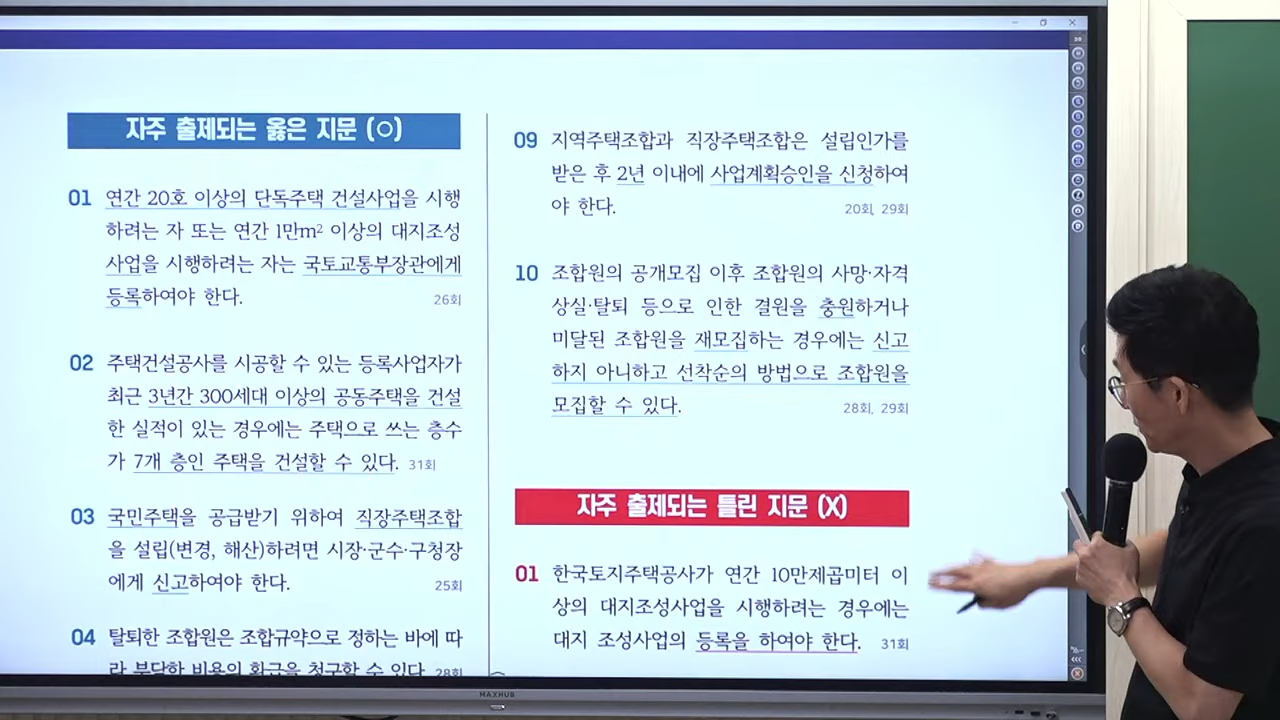 자주 출제되는 옳은 지문 (○)
01 연간 20호 이상의 단독주택 건설사업을 시행
하려는 자 또는 연간 1만m² 이상의 대지조성
사업을 시행하려는 자는 국토교통부장관에게
등록하여야 한다. 26회
02 주택건설공사를 시공할 수 있는 등록사업자가
최근 3년간 300세대 이상의 공동주택을 건설
한 실적이 있는 경우에는 주택으로 쓰는 층수
가 7개 층인 주택을 건설할 수 있다. 31회
03 국민주택을 공급받기 위하여 직장주택조합
을 설립(변경, 해산)하려면 시장·군수·구청장
에게 신고하여야 한다. 25회
04 탈퇴한 조합원은 조합규약으로 정하는 바에 따
라 부담한 비용의 환급을 청구할 수 있다. 28회
09 지역주택조합과 직장주택조합은 설립인가를
받은 후 2년 이내에 사업계획승인을 신청하여
야 한다. 20회, 29회
10 조합원의 공개모집 이후 조합원의 사망·자격
상실·탈퇴 등으로 인한 결원을 충원하거나
미달된 조합원을 재모집하는 경우에는 신고
하지 아니하고 선착순의 방법으로 조합원을
모집할 수 있다. 28회, 29회
자주 출제되는 틀린 지문 (X)
01 한국토지주택공사가 연간 10만제곱미터 이
상의 대지조성사업을 시행하려는 경우에는
대지 조성사업의 등록을 하여야 한다. 31회
MAXHUB